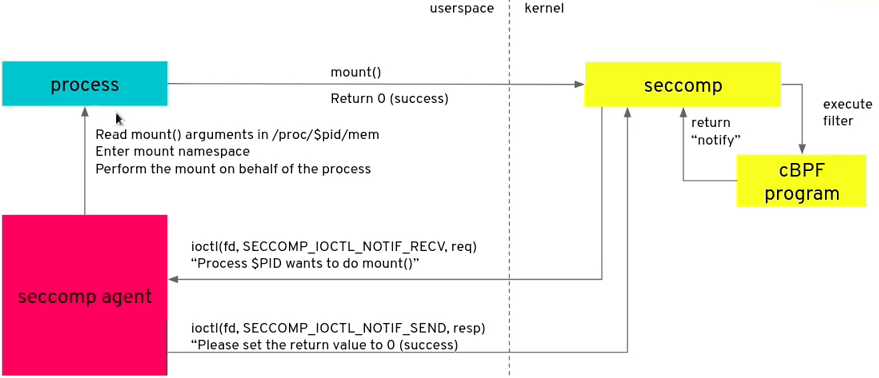 userspace
kernel
process
mount()
Return 0 (success)
seccomp
execute
filter
return
“notify”
cBPF
program
Read mount() arguments in /proc/$pid/mem
Enter mount namespace
Perform the mount on behalf of the process
seccomp agent
ioctl(fd, SECCOMP_IOCTL_NOTIF_RECV, req)
“Process $PID wants to do mount()”
ioctl(fd, SECCOMP_IOCTL_NOTIF_SEND, resp)
“Please set the return value to 0 (success)